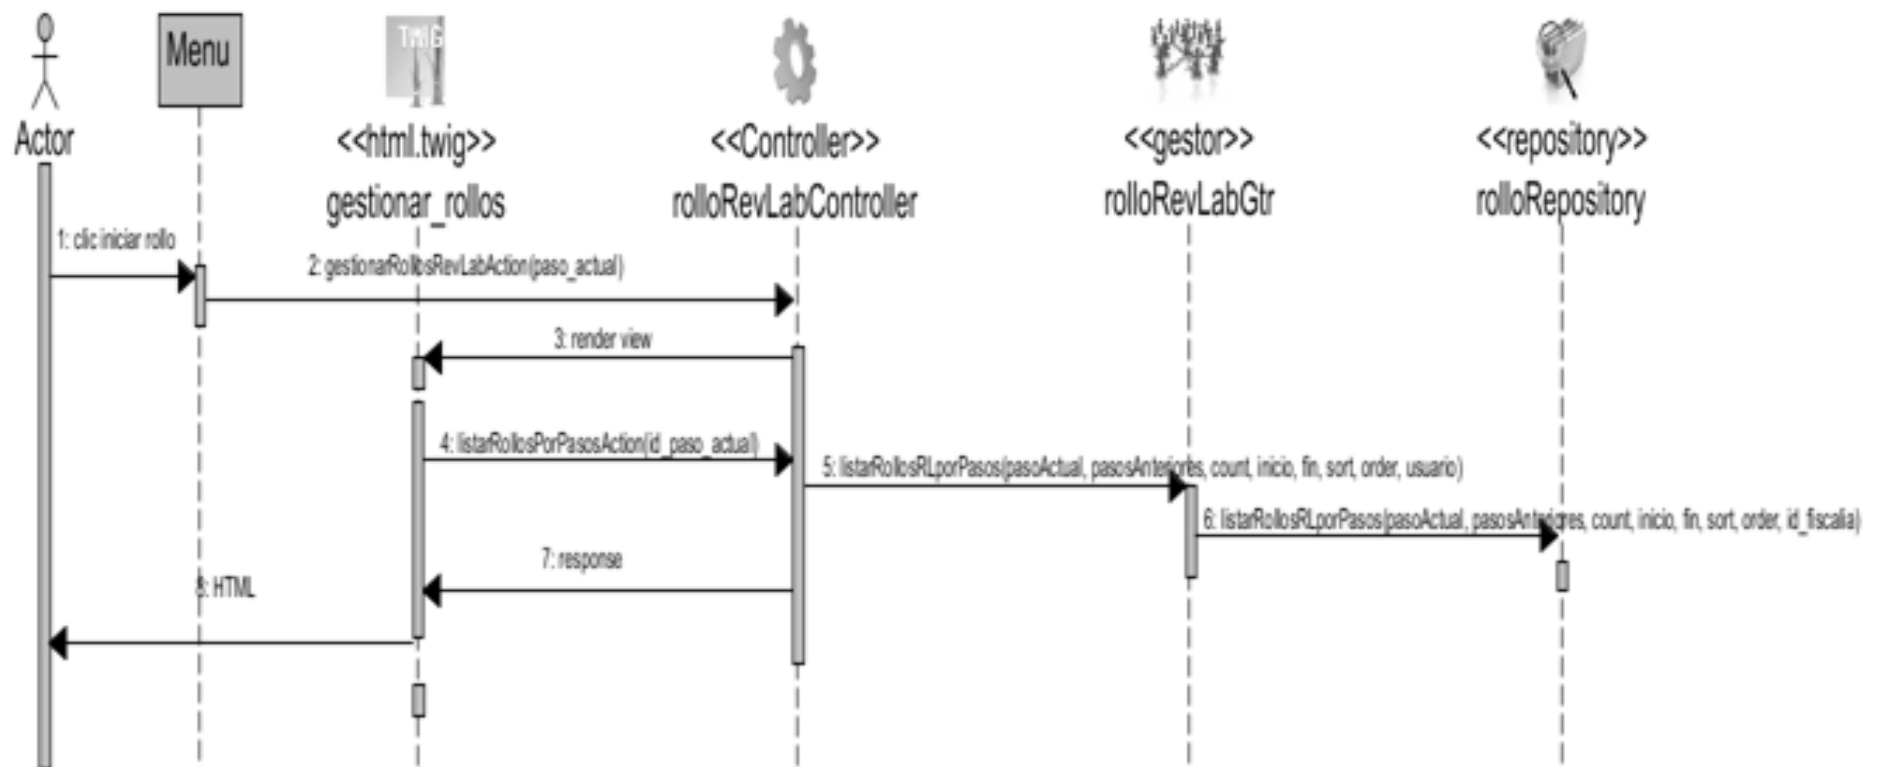 Menu
TWIG
Actor
<<html.twig>>
gestionar_rollos
<<Controller>>
rolloRevLabController
<<gestor>>
rolloRevLabGtr
<<repository>>
rolloRepository
1: clic iniciar rollo
2: gestionarRollosRevLabAction(paso_actual)
3: render view
4: listarRollosPorPasosAction(id_paso_actual)
5: listarRollosRLporPasos(pasoActual, pasosAnteriores, count, inicio, fin, sort, order, usuario)
6: listarRollosRLporPasos(pasoActual, pasosAnteriores, count, inicio, fin, sort, order, id_fiscalia)
7: response
8: HTML